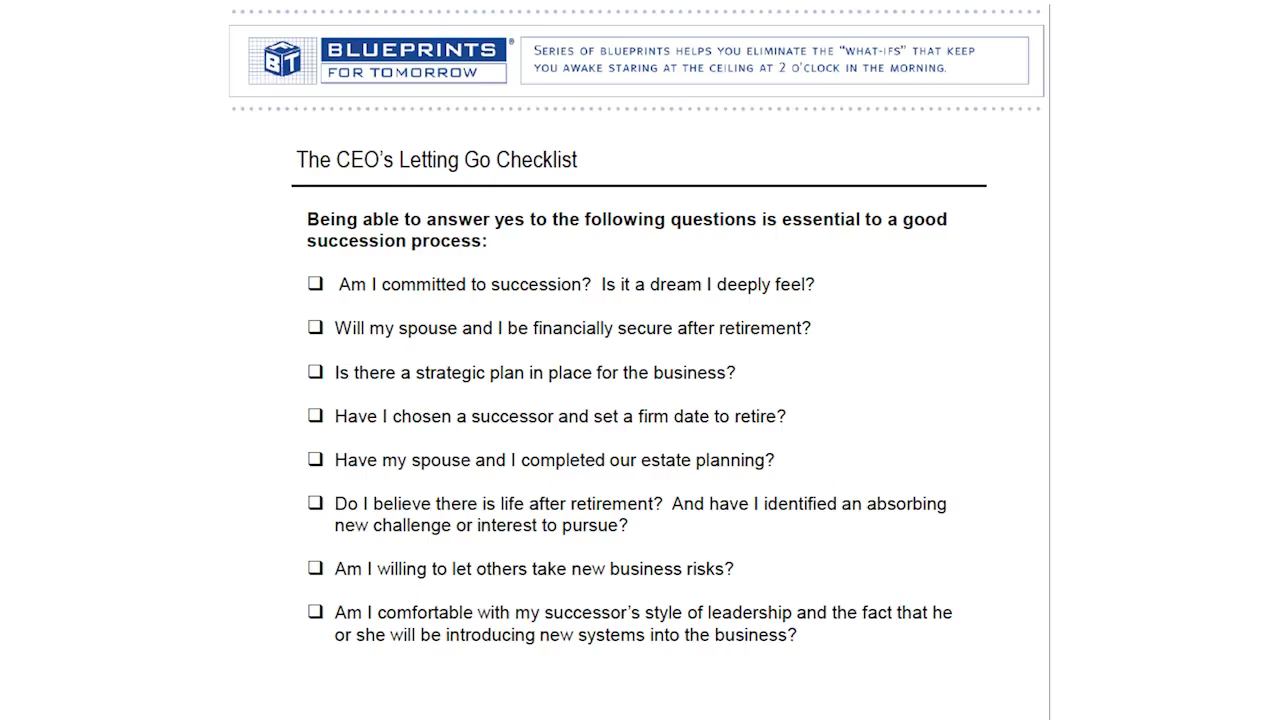 BT
BLUEPRINTS®
FOR TOMORROW
SERIES OF BLUEPRINTS HELPS YOU ELIMINATE THE “WHAT-IFS” THAT KEEP
YOU AWAKE STARING AT THE CEILING AT 2 O’CLOCK IN THE MORNING.
The CEO’s Letting Go Checklist
Being able to answer yes to the following questions is essential to a good
succession process:
❑ Am I committed to succession? Is it a dream I deeply feel?
❑ Will my spouse and I be financially secure after retirement?
❑ Is there a strategic plan in place for the business?
❑ Have I chosen a successor and set a firm date to retire?
❑ Have my spouse and I completed our estate planning?
❑ Do I believe there is life after retirement? And have I identified an absorbing
new challenge or interest to pursue?
❑ Am I willing to let others take new business risks?
❑ Am I comfortable with my successor’s style of leadership and the fact that he
or she will be introducing new systems into the business?